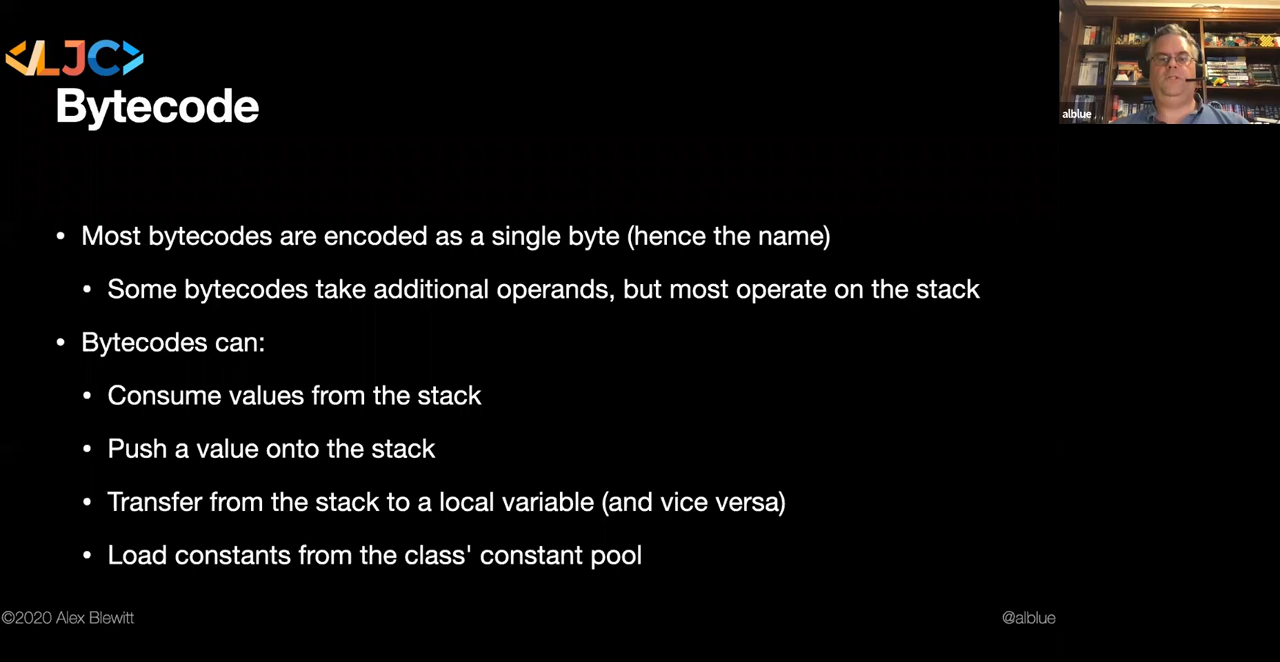 <LJC>
alblue
Bytecode
• Most bytecodes are encoded as a single byte (hence the name)
• Some bytecodes take additional operands, but most operate on the stack
• Bytecodes can:
• Consume values from the stack
• Push a value onto the stack
• Transfer from the stack to a local variable (and vice versa)
• Load constants from the class' constant pool
©2020 Alex Blewitt
@alblue